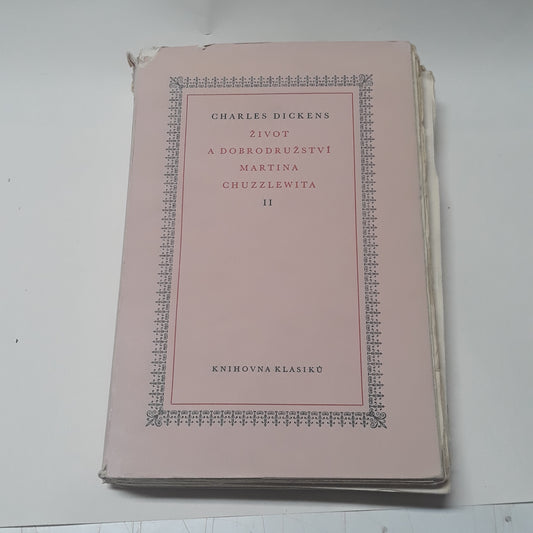 CHARLES DICKENS
ŽIVOT
A DOBRODRUŽSTVÍ
MARTINA
CHUZZLEWITA
II
KNIHOVNA KLASIKŮ